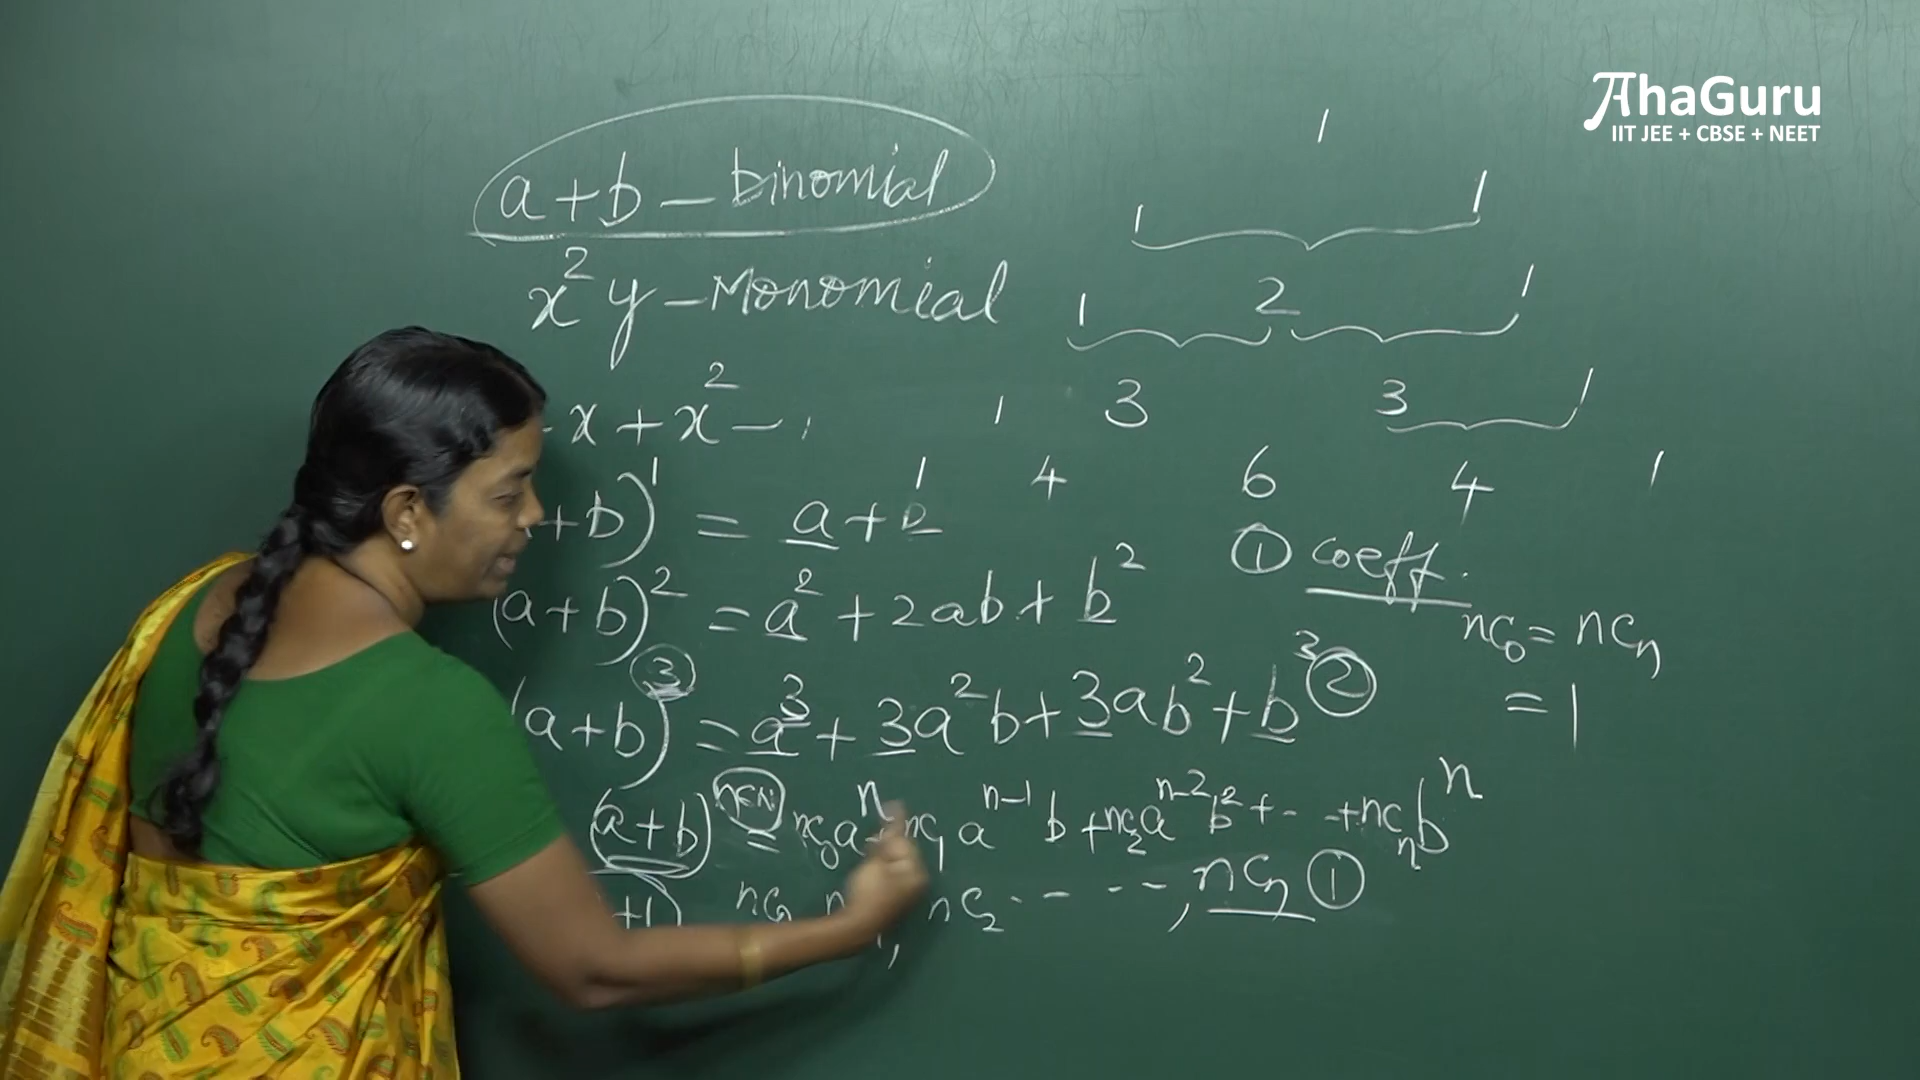 AhaGuru
IIT JEE + CBSE + NEET
a+b – binomial
x²y – Monomial
x + x² –
+b)¹ = a+b
(a+b)² = a² + 2ab + b²
(a+b)³ = a³ + 3a²b + 3ab² + b³ ②
(a+b)ⁿ = nC₀aⁿ + nC₁aⁿ⁻¹b + nC₂aⁿ⁻²b² + - - + nCₙbⁿ
+1) nC₀ nC₂ - - - - , nCₙ ①
1
1 1
1 2 1
1 3 3 1
1 4 6 4 1
① coeff.
nC₀ = nCₙ
= 1